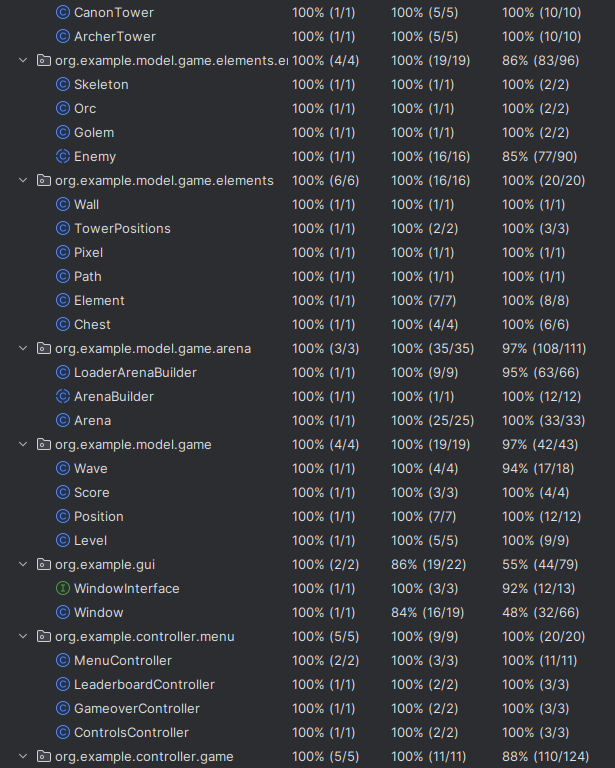 CanonTower 100% (1/1) 100% (5/5) 100% (10/10)
ArcherTower 100% (1/1) 100% (5/5) 100% (10/10)
org.example.model.game.elements.er 100% (4/4) 100% (19/19) 86% (83/96)
Skeleton 100% (1/1) 100% (1/1) 100% (2/2)
Orc 100% (1/1) 100% (1/1) 100% (2/2)
Golem 100% (1/1) 100% (1/1) 100% (2/2)
Enemy 100% (1/1) 100% (16/16) 85% (77/90)
org.example.model.game.elements 100% (6/6) 100% (16/16) 100% (20/20)
Wall 100% (1/1) 100% (1/1) 100% (1/1)
TowerPositions 100% (1/1) 100% (2/2) 100% (3/3)
Pixel 100% (1/1) 100% (1/1) 100% (1/1)
Path 100% (1/1) 100% (1/1) 100% (1/1)
Element 100% (1/1) 100% (7/7) 100% (8/8)
Chest 100% (1/1) 100% (4/4) 100% (6/6)
org.example.model.game.arena 100% (3/3) 100% (35/35) 97% (108/111)
LoaderArenaBuilder 100% (1/1) 100% (9/9) 95% (63/66)
ArenaBuilder 100% (1/1) 100% (1/1) 100% (12/12)
Arena 100% (1/1) 100% (25/25) 100% (33/33)
org.example.model.game 100% (4/4) 100% (19/19) 97% (42/43)
Wave 100% (1/1) 100% (4/4) 94% (17/18)
Score 100% (1/1) 100% (3/3) 100% (4/4)
Position 100% (1/1) 100% (7/7) 100% (12/12)
Level 100% (1/1) 100% (5/5) 100% (9/9)
org.example.gui 100% (2/2) 86% (19/22) 55% (44/79)
WindowInterface 100% (1/1) 100% (3/3) 92% (12/13)
Window 100% (1/1) 84% (16/19) 48% (32/66)
org.example.controller.menu 100% (5/5) 100% (9/9) 100% (20/20)
MenuController 100% (2/2) 100% (3/3) 100% (11/11)
LeaderboardController 100% (1/1) 100% (2/2) 100% (3/3)
GameoverController 100% (1/1) 100% (2/2) 100% (3/3)
ControlsController 100% (1/1) 100% (2/2) 100% (3/3)
org.example.controller.game 100% (5/5) 100% (11/11) 88% (110/124)